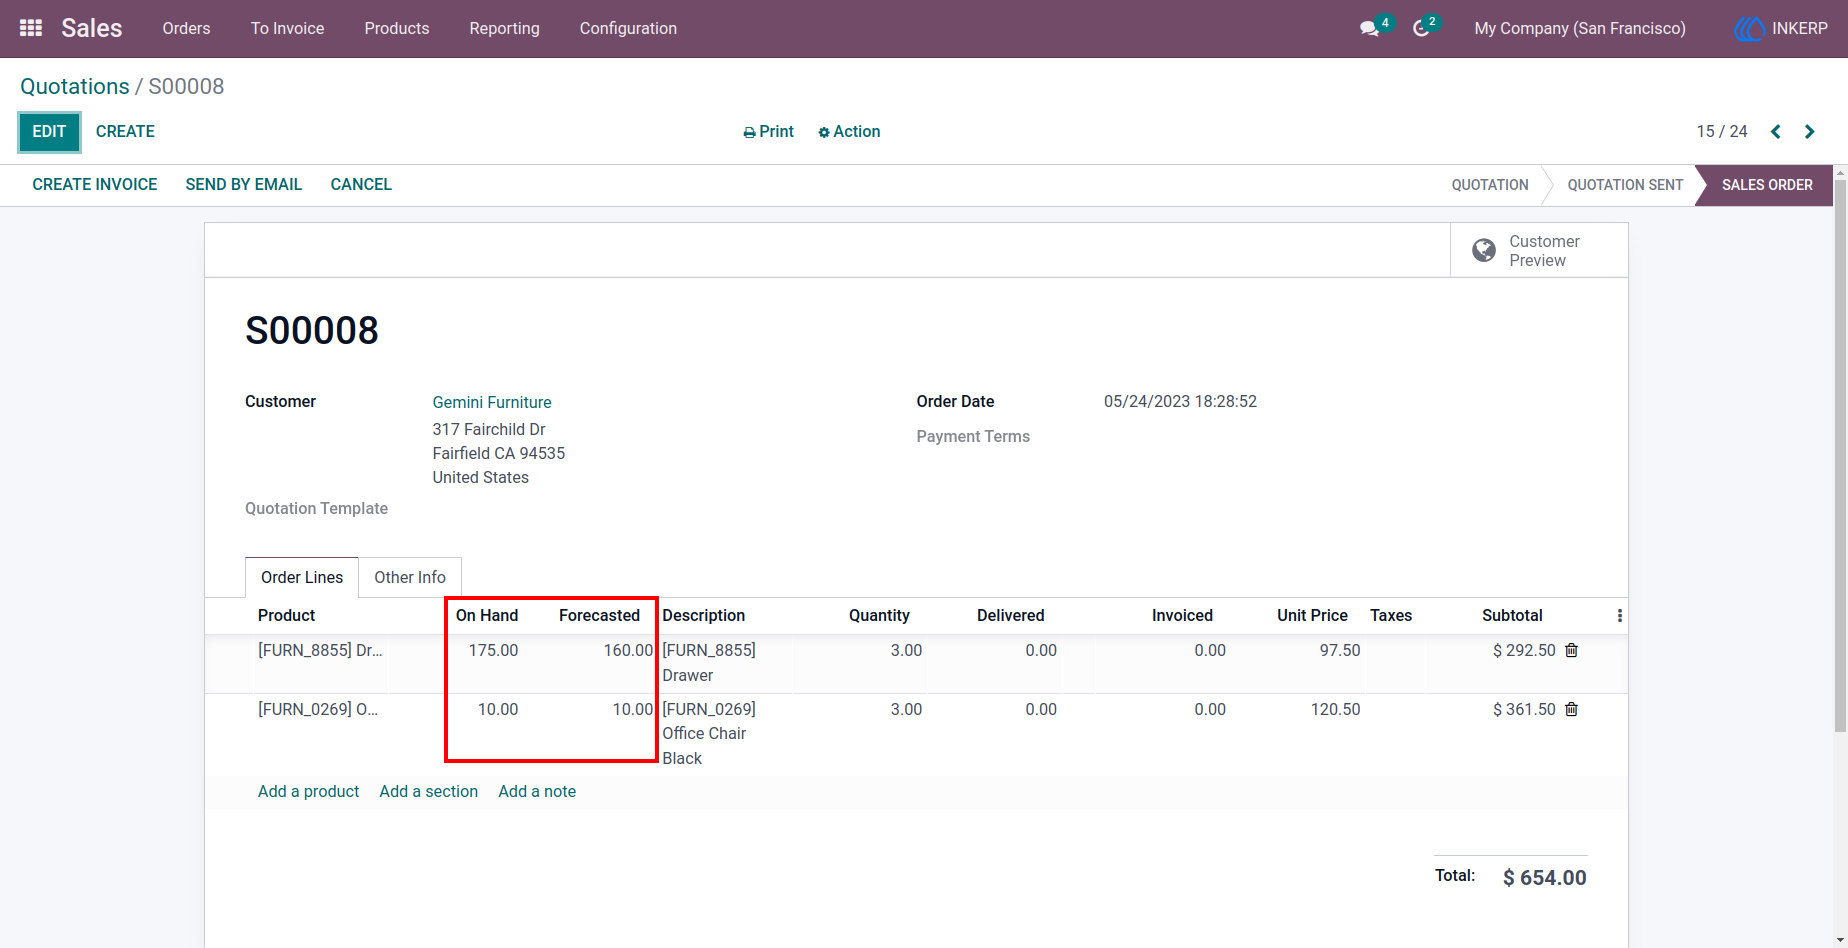 Sales Orders To Invoice Products Reporting Configuration 4 2 My Company (San Francisco) INKERP
Quotations / S00008
EDIT CREATE Print Action 15 / 24
CREATE INVOICE SEND BY EMAIL CANCEL QUOTATION QUOTATION SENT SALES ORDER
Customer
Preview
S00008
Customer Gemini Furniture Order Date 05/24/2023 18:28:52
317 Fairchild Dr Payment Terms
Fairfield CA 94535
United States
Quotation Template
Order Lines Other Info
Product On Hand Forecasted Description Quantity Delivered Invoiced Unit Price Taxes Subtotal
[FURN_8855] Dr... 175.00 160.00 [FURN_8855] 3.00 0.00 0.00 97.50 $ 292.50
Drawer
[FURN_0269] O... 10.00 10.00 [FURN_0269] 3.00 0.00 0.00 120.50 $ 361.50
Office Chair
Black
Add a product Add a section Add a note
Total: $ 654.00